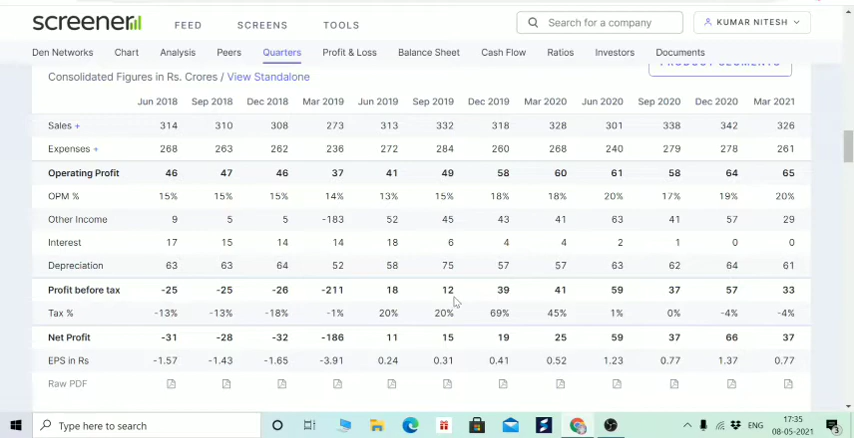 screener
FEED SCREENS TOOLS
Search for a company
KUMAR NITESH
Den Networks Chart Analysis Peers Quarters Profit & Loss Balance Sheet Cash Flow Ratios Investors Documents
Consolidated Figures in Rs. Crores / View Standalone
PRODUCT SEGMENTS
Jun 2018 Sep 2018 Dec 2018 Mar 2019 Jun 2019 Sep 2019 Dec 2019 Mar 2020 Jun 2020 Sep 2020 Dec 2020 Mar 2021
Sales + 314 310 308 273 313 332 318 328 301 338 342 326
Expenses + 268 263 262 236 272 284 260 268 240 279 278 261
Operating Profit 46 47 46 37 41 49 58 60 61 58 64 65
OPM % 15% 15% 15% 14% 13% 15% 18% 18% 20% 17% 19% 20%
Other Income 9 5 5 -183 52 45 43 41 63 41 57 29
Interest 17 15 14 14 18 6 4 4 2 1 0 0
Depreciation 63 63 64 52 58 75 57 57 63 62 64 61
Profit before tax -25 -25 -26 -211 18 12 39 41 59 37 57 33
Tax % -13% -13% -18% -1% 20% 20% 69% 45% 1% 0% -4% -4%
Net Profit -31 -28 -32 -186 11 15 19 25 59 37 66 37
EPS in Rs -1.57 -1.43 -1.65 -3.91 0.24 0.31 0.41 0.52 1.23 0.77 1.37 0.77
Raw PDF
Type here to search
ENG
17:35
08-05-2021
3